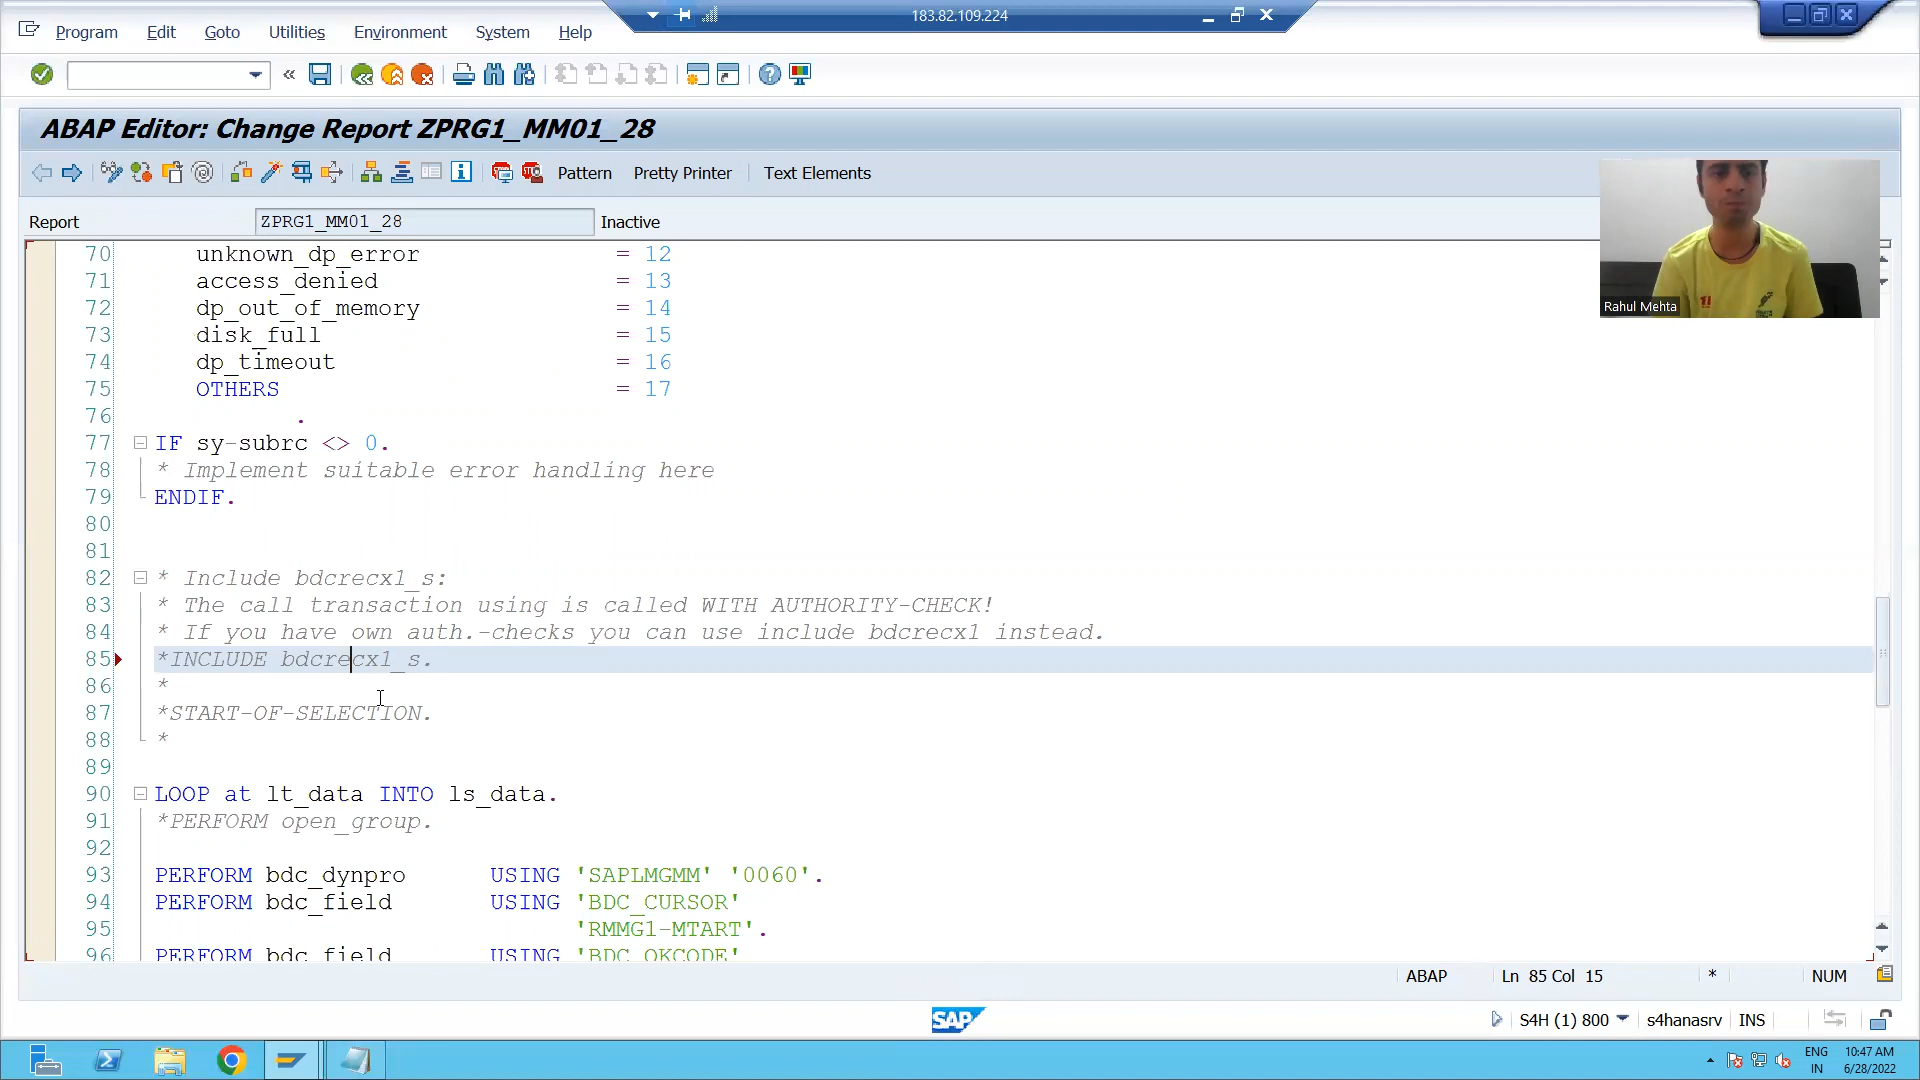 183.82.109.224
Program Edit Goto Utilities Environment System Help
ABAP Editor: Change Report ZPRG1_MM01_28
Pattern Pretty Printer Text Elements
Report ZPRG1_MM01_28 Inactive
70 unknown_dp_error = 12
71 access_denied = 13
72 dp_out_of_memory = 14
73 disk_full = 15
74 dp_timeout = 16
75 OTHERS = 17
76 .
77 IF sy-subrc <> 0.
78 * Implement suitable error handling here
79 ENDIF.
80
81
82 * Include bdcrecx1_s:
83 * The call transaction using is called WITH AUTHORITY-CHECK!
84 * If you have own auth.-checks you can use include bdcrecx1 instead.
85 *INCLUDE bdcrecx1_s.
86 *
87 *START-OF-SELECTION.
88 *
89
90 LOOP at lt_data INTO ls_data.
91 *PERFORM open_group.
92
93 PERFORM bdc_dynpro USING 'SAPLMGMM' '0060'.
94 PERFORM bdc_field USING 'BDC_CURSOR'
95 'RMMG1-MTART'.
96 PERFORM bdc_field USING 'BDC_OKCODE'
Rahul Mehta
ABAP Ln 85 Col 15 * NUM
SAP S4H (1) 800 s4hanasrv INS
ENG 10:47 AM
IN 6/28/2022